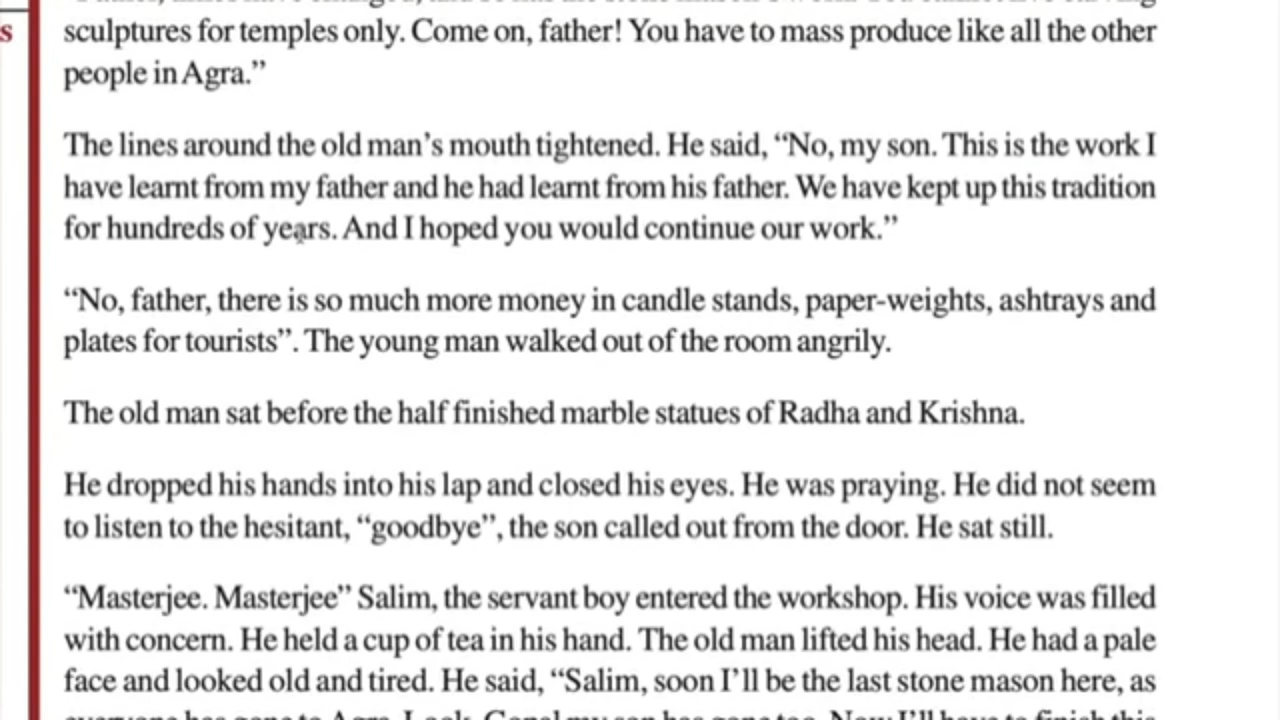 s
sculptures for temples only. Come on, father! You have to mass produce like all the other
people in Agra.”
The lines around the old man’s mouth tightened. He said, “No, my son. This is the work I
have learnt from my father and he had learnt from his father. We have kept up this tradition
for hundreds of years. And I hoped you would continue our work.”
“No, father, there is so much more money in candle stands, paper-weights, ashtrays and
plates for tourists”. The young man walked out of the room angrily.
The old man sat before the half finished marble statues of Radha and Krishna.
He dropped his hands into his lap and closed his eyes. He was praying. He did not seem
to listen to the hesitant, “goodbye”, the son called out from the door. He sat still.
“Masterjee. Masterjee” Salim, the servant boy entered the workshop. His voice was filled
with concern. He held a cup of tea in his hand. The old man lifted his head. He had a pale
face and looked old and tired. He said, “Salim, soon I’ll be the last stone mason here, as